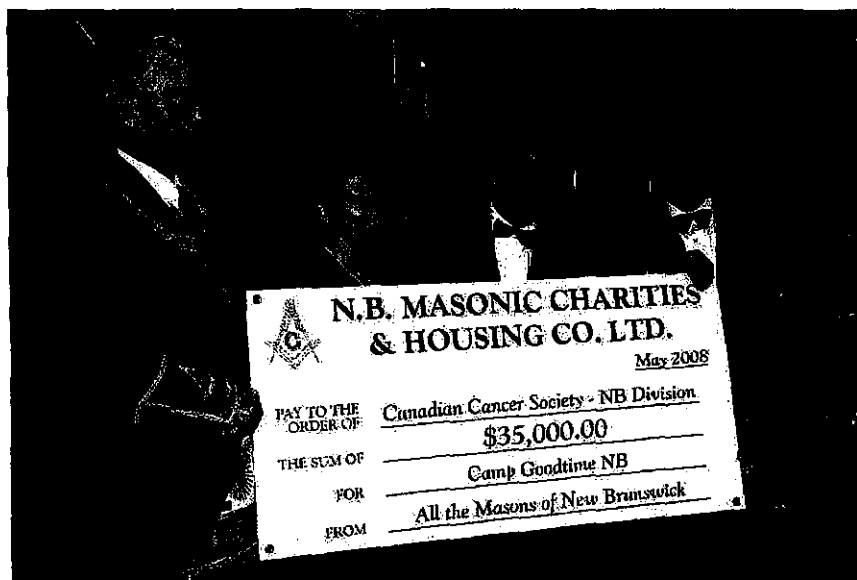 N.B. MASONIC CHARITIES
& HOUSING CO. LTD.
G
May 2008
PAY TO THE ORDER OF Canadian Cancer Society - NB Division
THE SUM OF $35,000.00
FOR Camp Goodtime NB
FROM All the Masons of New Brunswick